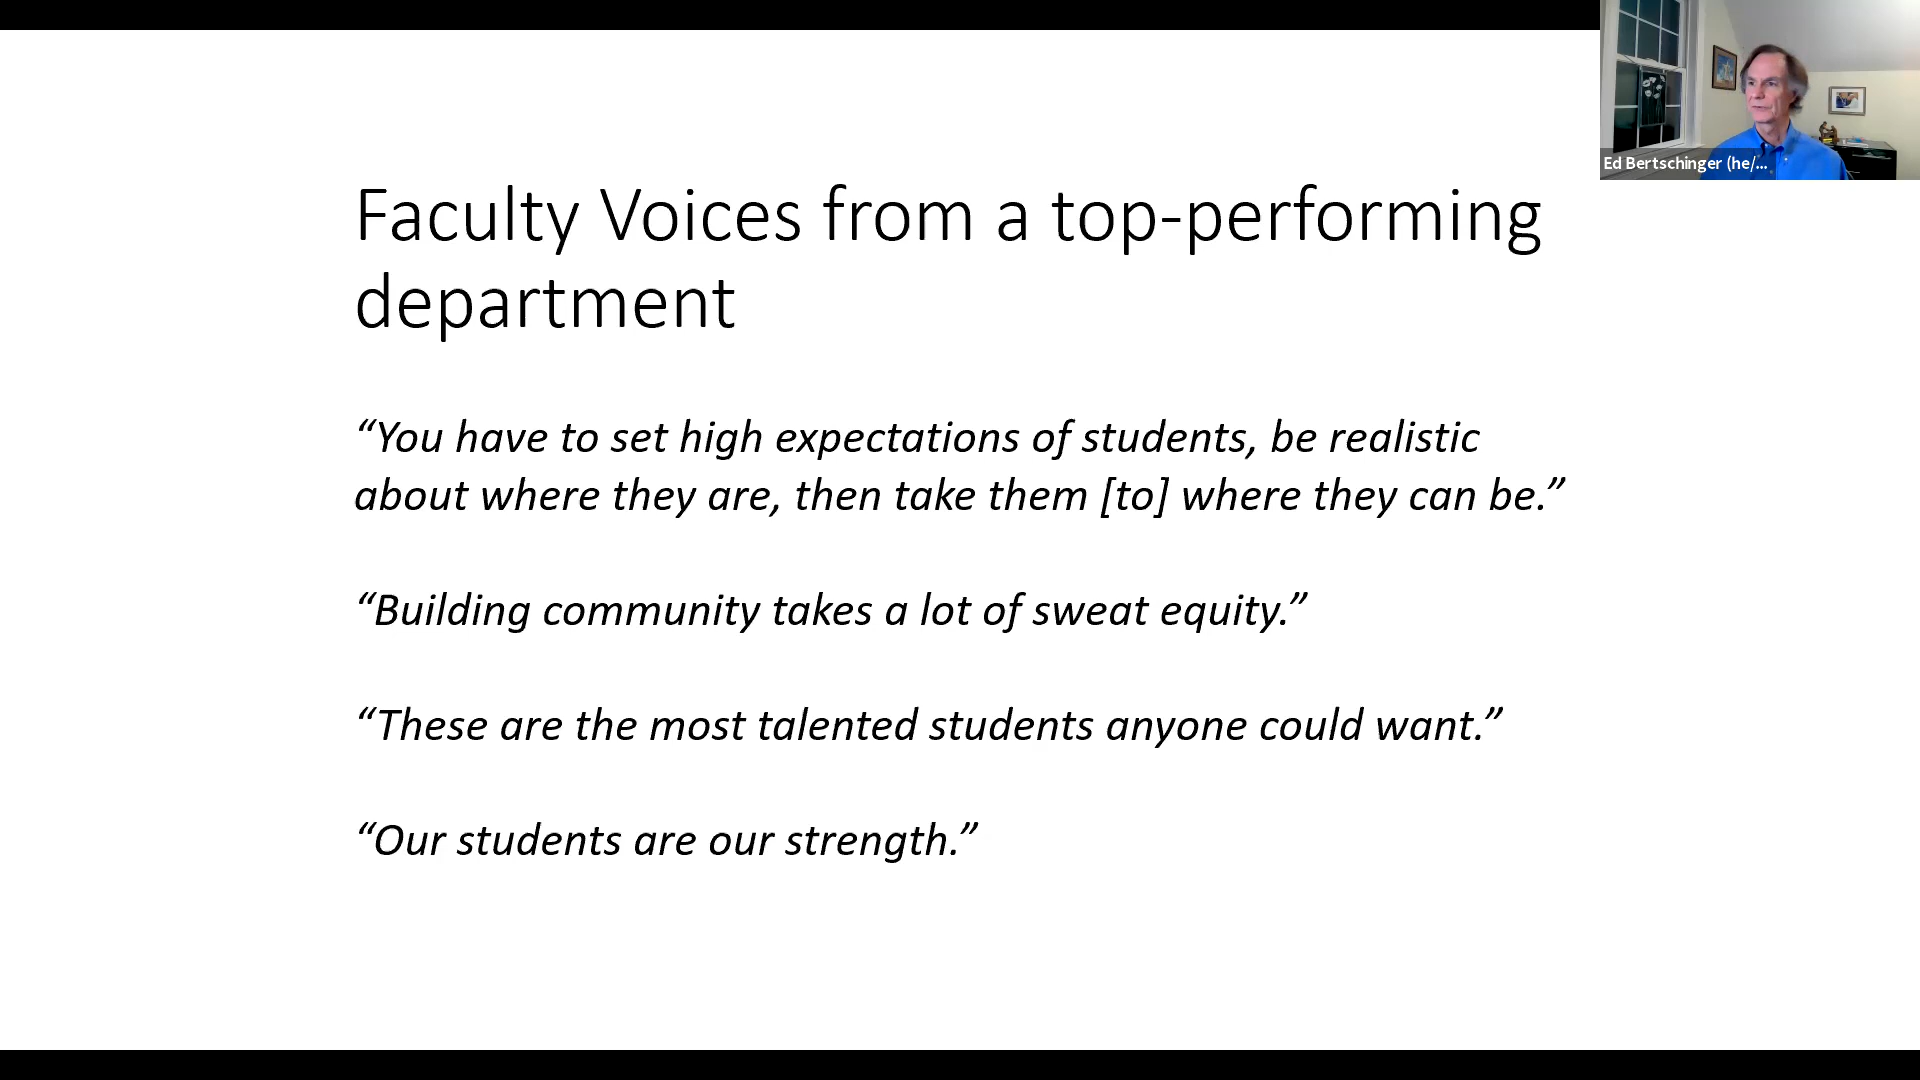 Ed Bertschinger (he/...
Faculty Voices from a top-performing
department
“You have to set high expectations of students, be realistic
about where they are, then take them [to] where they can be.”
“Building community takes a lot of sweat equity.”
“These are the most talented students anyone could want.”
“Our students are our strength.”